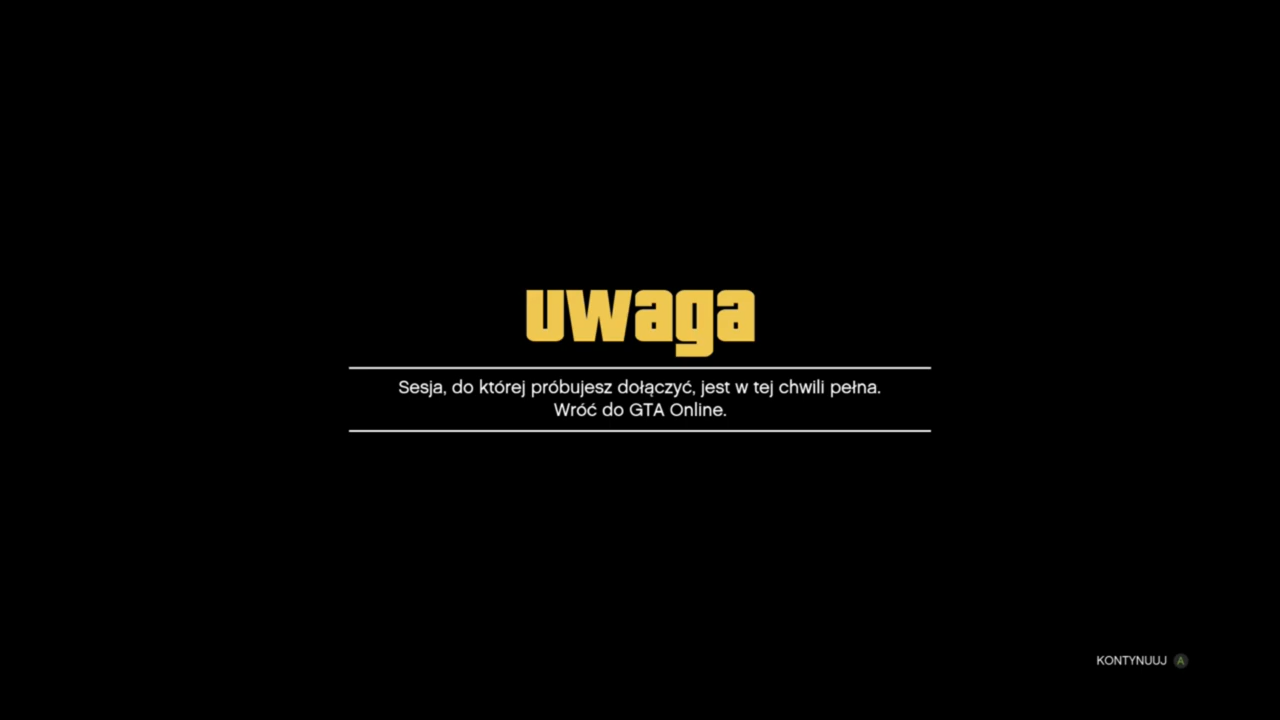 uwaga
Sesja, do której próbujesz dołączyć, jest w tej chwili pełna.
Wróć do GTA Online.
KONTYNUUJ A